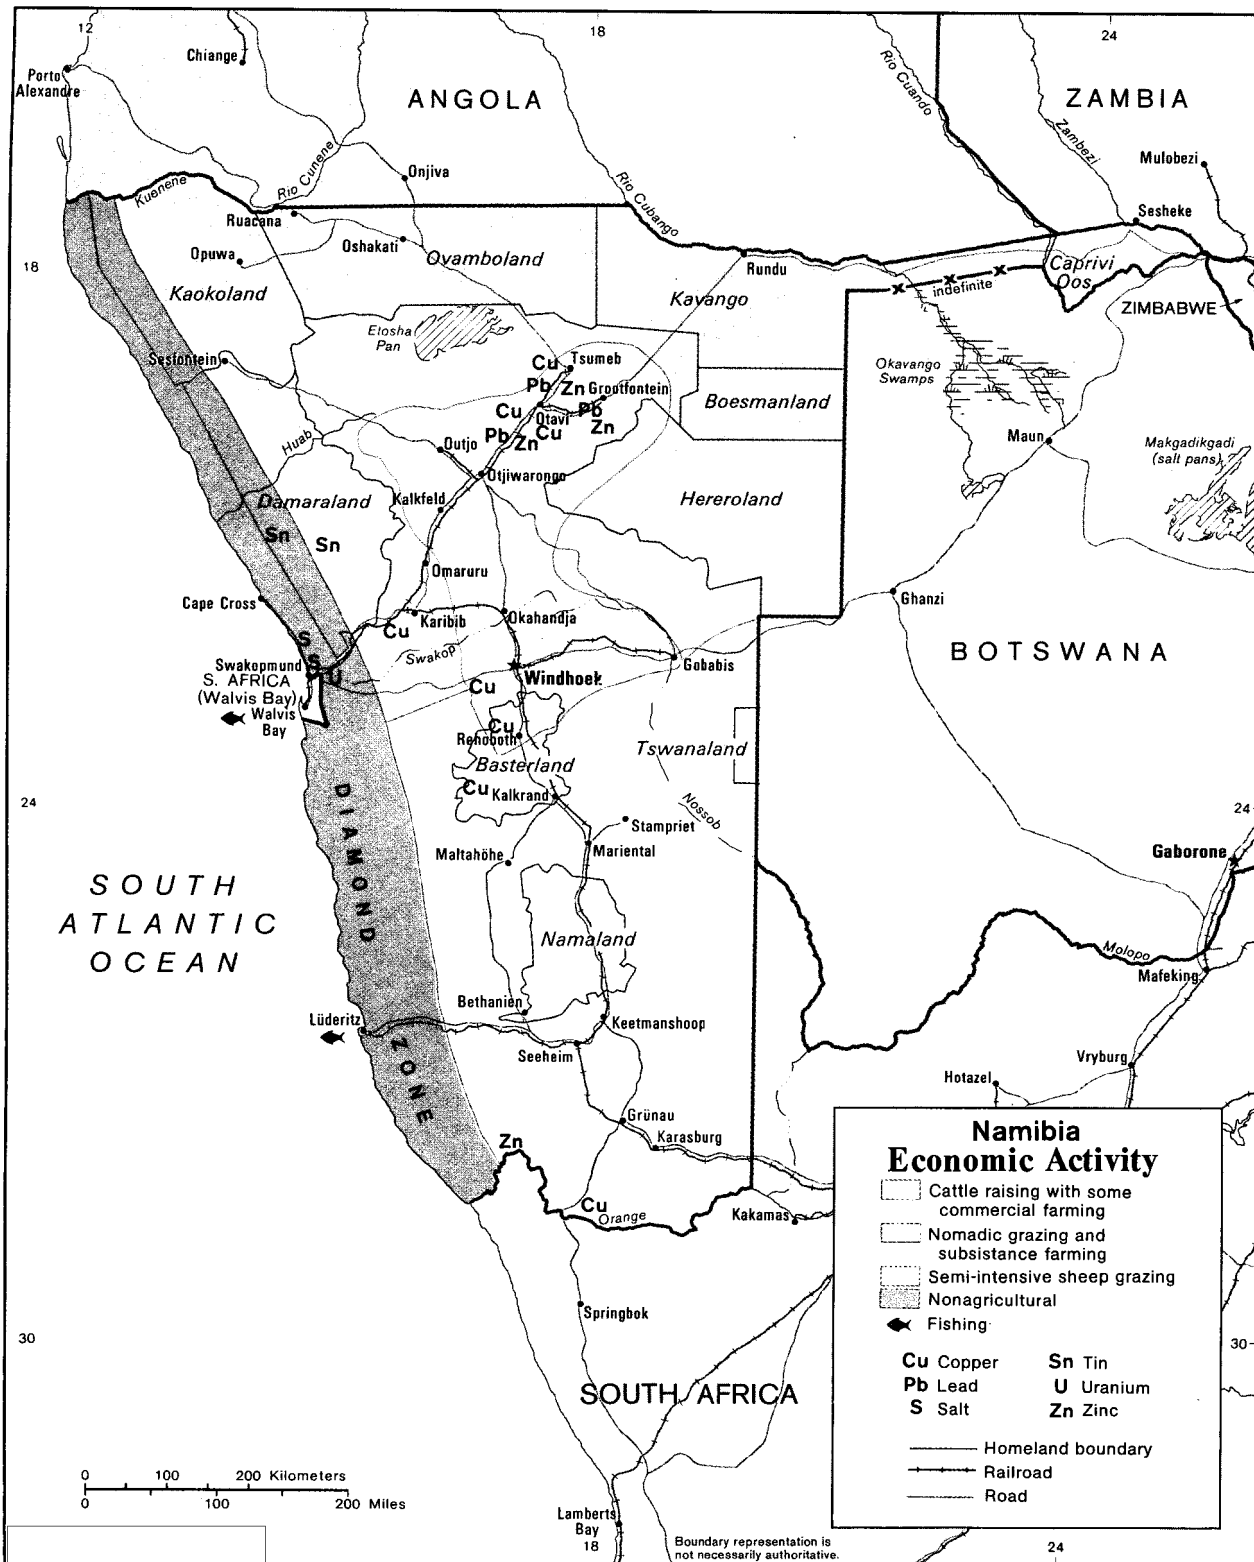 12
18
24
Chiange
Porto
Alexandre
ANGOLA
Rio Cuando
ZAMBIA
Zambezi
Mulobezi
Onjiva
Rio Cunene
Kuenene
Rio Cubango
Ruacana
Sesheke
Oshakati
Opuwa
Ovamboland
18
Rundu
Caprivi
Oos
Kaokoland
Kavango
indefinite
ZIMBABWE
Etosha
Pan
Sesfontein
Tsumeb
Cu
Okavango
Swamps
Pb
Zn
Grootfontein
Cu
Otavi
Pb
Boesmanland
Zn
Pb
Cu
Zn
Huab
Outjo
Maun
Makgadikgadi
(salt pans)
Otjiwarongo
Damaraland
Kalkfeld
Hereroland
Sn
Sn
Omaruru
Cape Cross
Ghanzi
Karibib
Okahandja
Cu
S
Swakop
BOTSWANA
S
Swakopmund
U
Gobabis
S. AFRICA
(Walvis Bay)
Windhoek
Cu
Walvis
Bay
Cu
Rehoboth
Tswanaland
Basterland
Cu
Kalkrand
DIAMOND
Nossob
24
24
Stampriet
Mariental
Maltahöhe
Gaborone
SOUTH
ATLANTIC
OCEAN
Namaland
Molopo
Mafeking
Bethanien
Lüderitz
Keetmanshoop
Seeheim
ZONE
Vryburg
Hotazel
Grünau
Karasburg
Zn
Cu
Orange
Kakamas
Springbok
30
30
SOUTH AFRICA
Namibia
Economic Activity
Cattle raising with some
commercial farming
Nomadic grazing and
subsistance farming
Semi-intensive sheep grazing
Nonagricultural
Fishing
Cu Copper
Sn Tin
Pb Lead
U Uranium
S Salt
Zn Zinc
Homeland boundary
Railroad
Road
0 100 200 Kilometers
0 100 200 Miles
Lamberts
Bay
18
Boundary representation is
not necessarily authoritative.
24